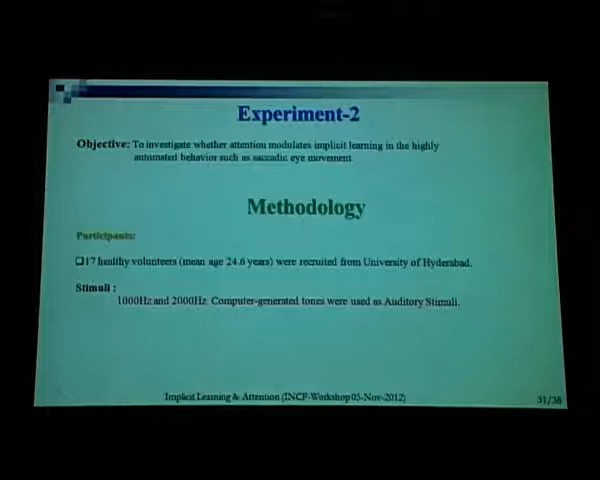 Experiment-2
Objective: To investigate whether attention modulates implicit learning in the highly
automated behavior such as saccadic eye movement
Methodology
Participants:
❑17 healthy volunteers (mean age 24.6 years) were recruited from University of Hyderabad.
Stimuli :
1000Hz and 2000Hz Computer-generated tones were used as Auditory Stimuli.
Implicit Learning & Attention (INCF-Workshop 05-Nov-2012)
31/38